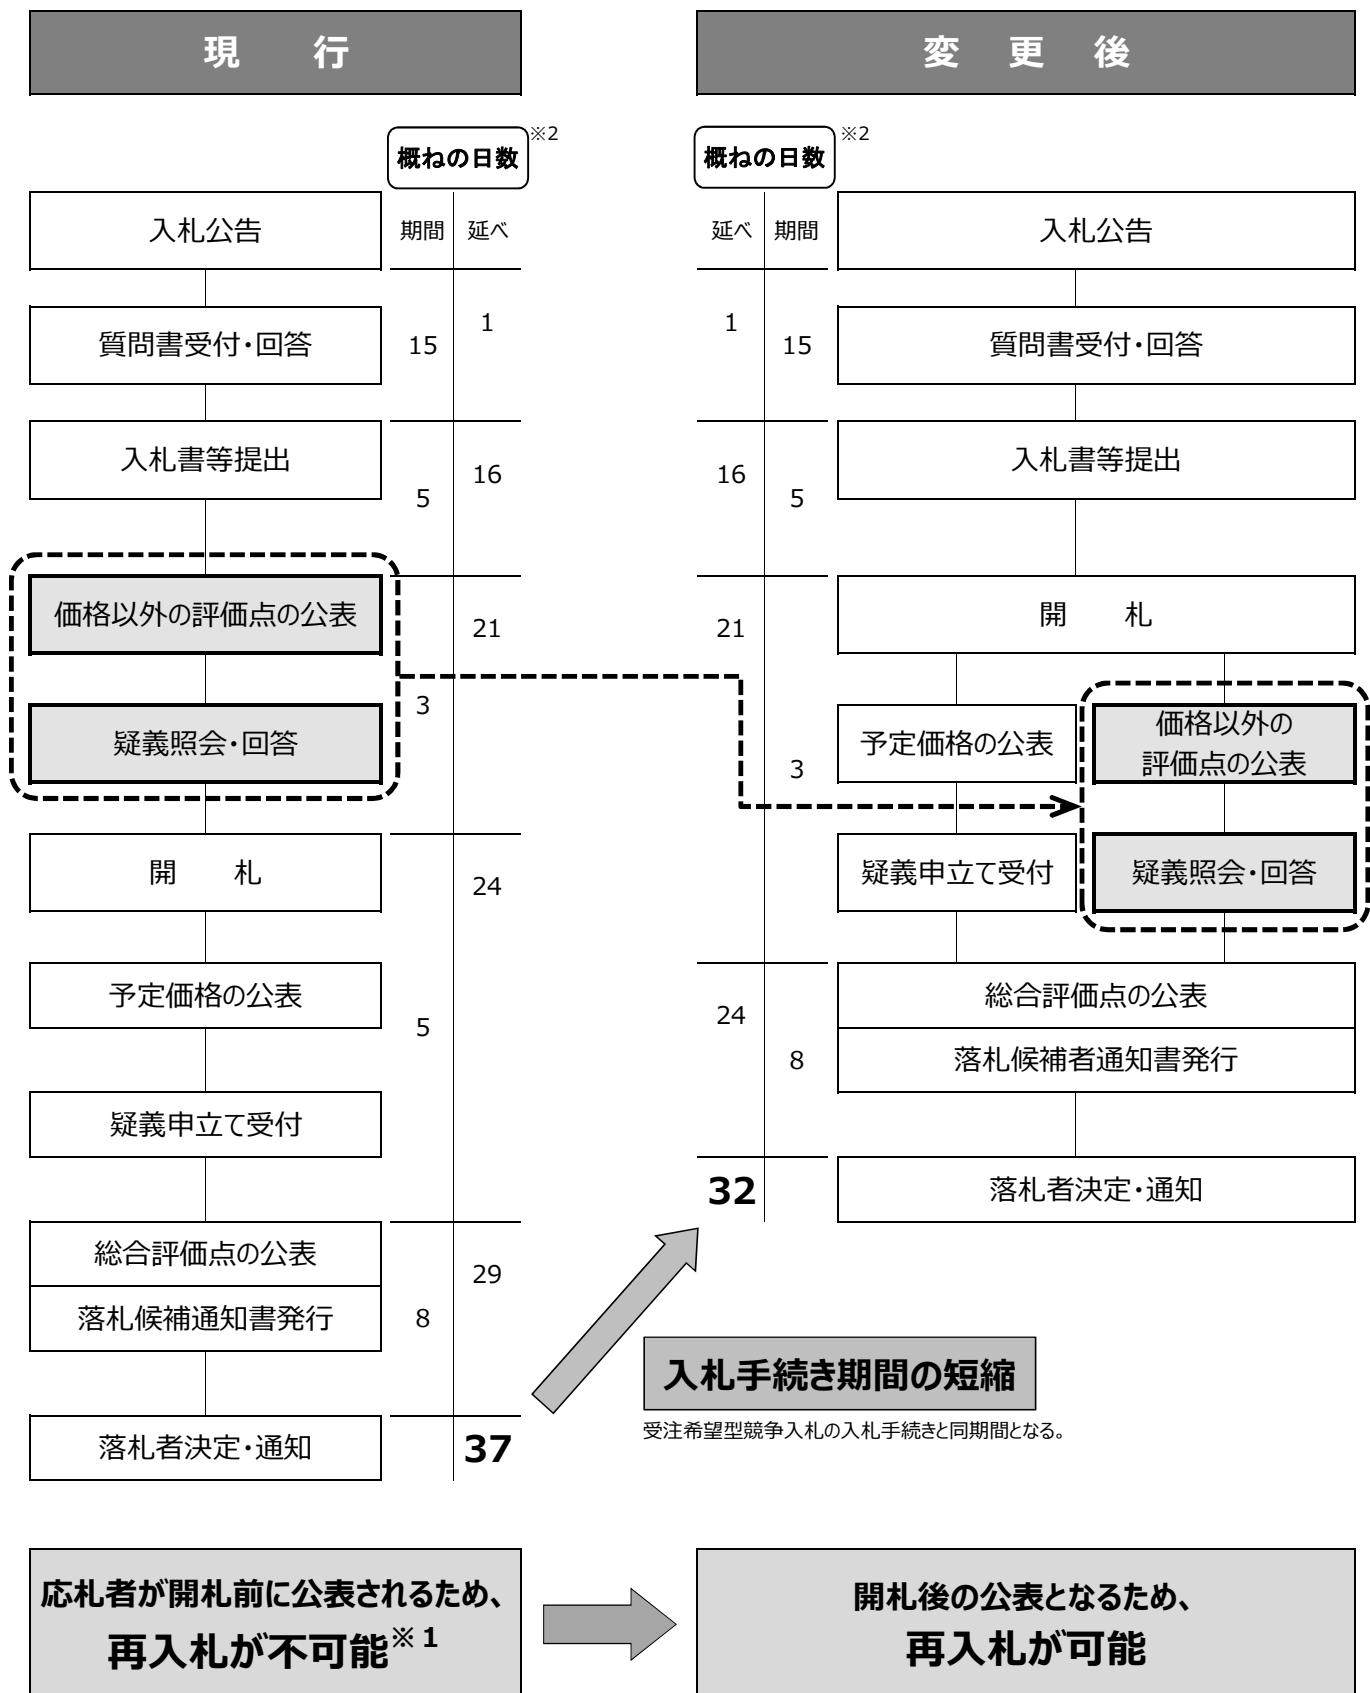 現　行
変　更　後
概ねの日数
※2
期間
延べ
入札公告
質問書受付・回答
15
1
入札書等提出
5
16
価格以外の評価点の公表
21
3
疑義照会・回答
開　札
24
予定価格の公表
5
疑義申立て受付
総合評価点の公表
29
落札候補通知書発行
8
落札者決定・通知
37
概ねの日数
※2
延べ
期間
入札公告
1
15
質問書受付・回答
16
5
入札書等提出
21
開　札
3
予定価格の公表
価格以外の
評価点の公表
疑義申立て受付
疑義照会・回答
24
総合評価点の公表
8
落札候補者通知書発行
32
落札者決定・通知
入札手続き期間の短縮
受注希望型競争入札の入札手続きと同期間となる。
応札者が開札前に公表されるため、
再入札が不可能※1
開札後の公表となるため、
再入札が可能